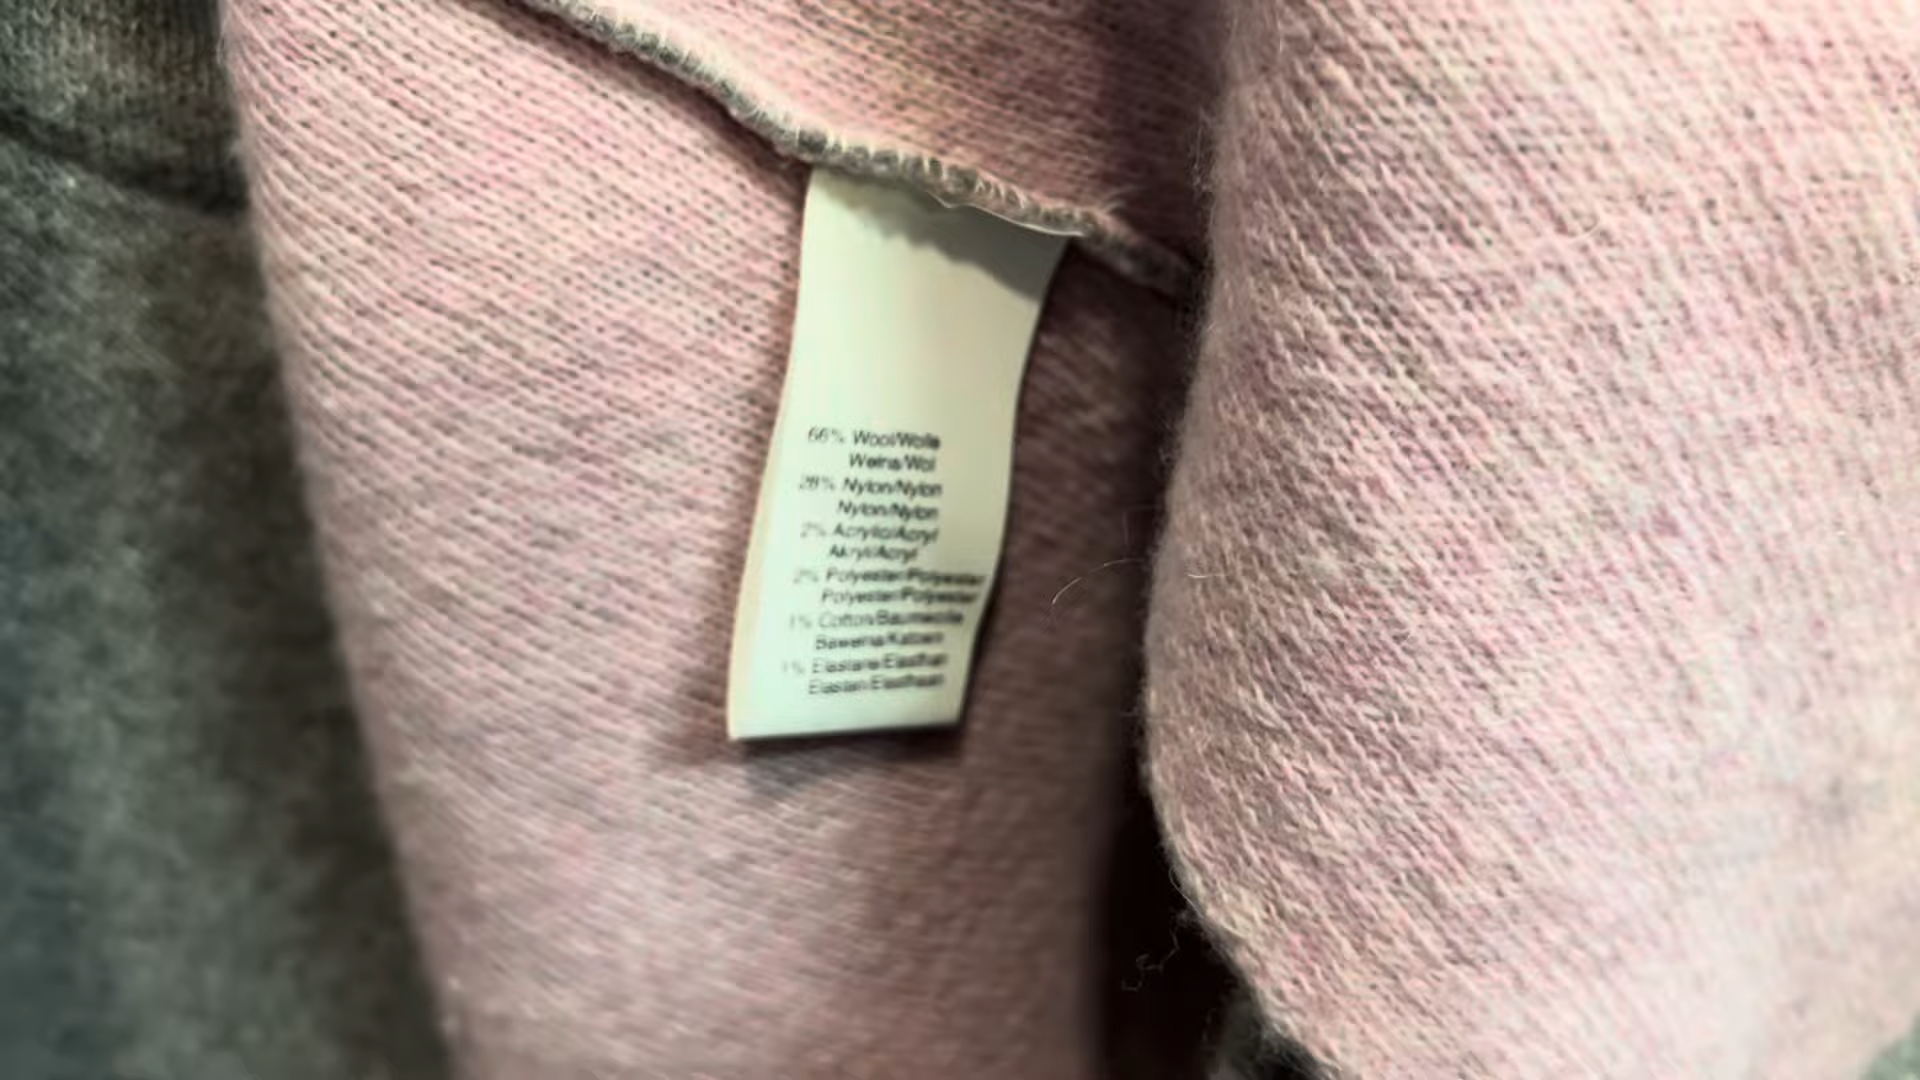 66% Wool/Wolle
Wełna/Wol
28% Nylon/Nylon
Nylon/Nylon
2% Acrylic/Acryl
Akryl/Acryl
2% Polyester/Polyester
Polyester/Polyester
1% Cotton/Baumwolle
Bawełna/Katoen
1% Elastane/Elasthan
Elastan/Elasthaan